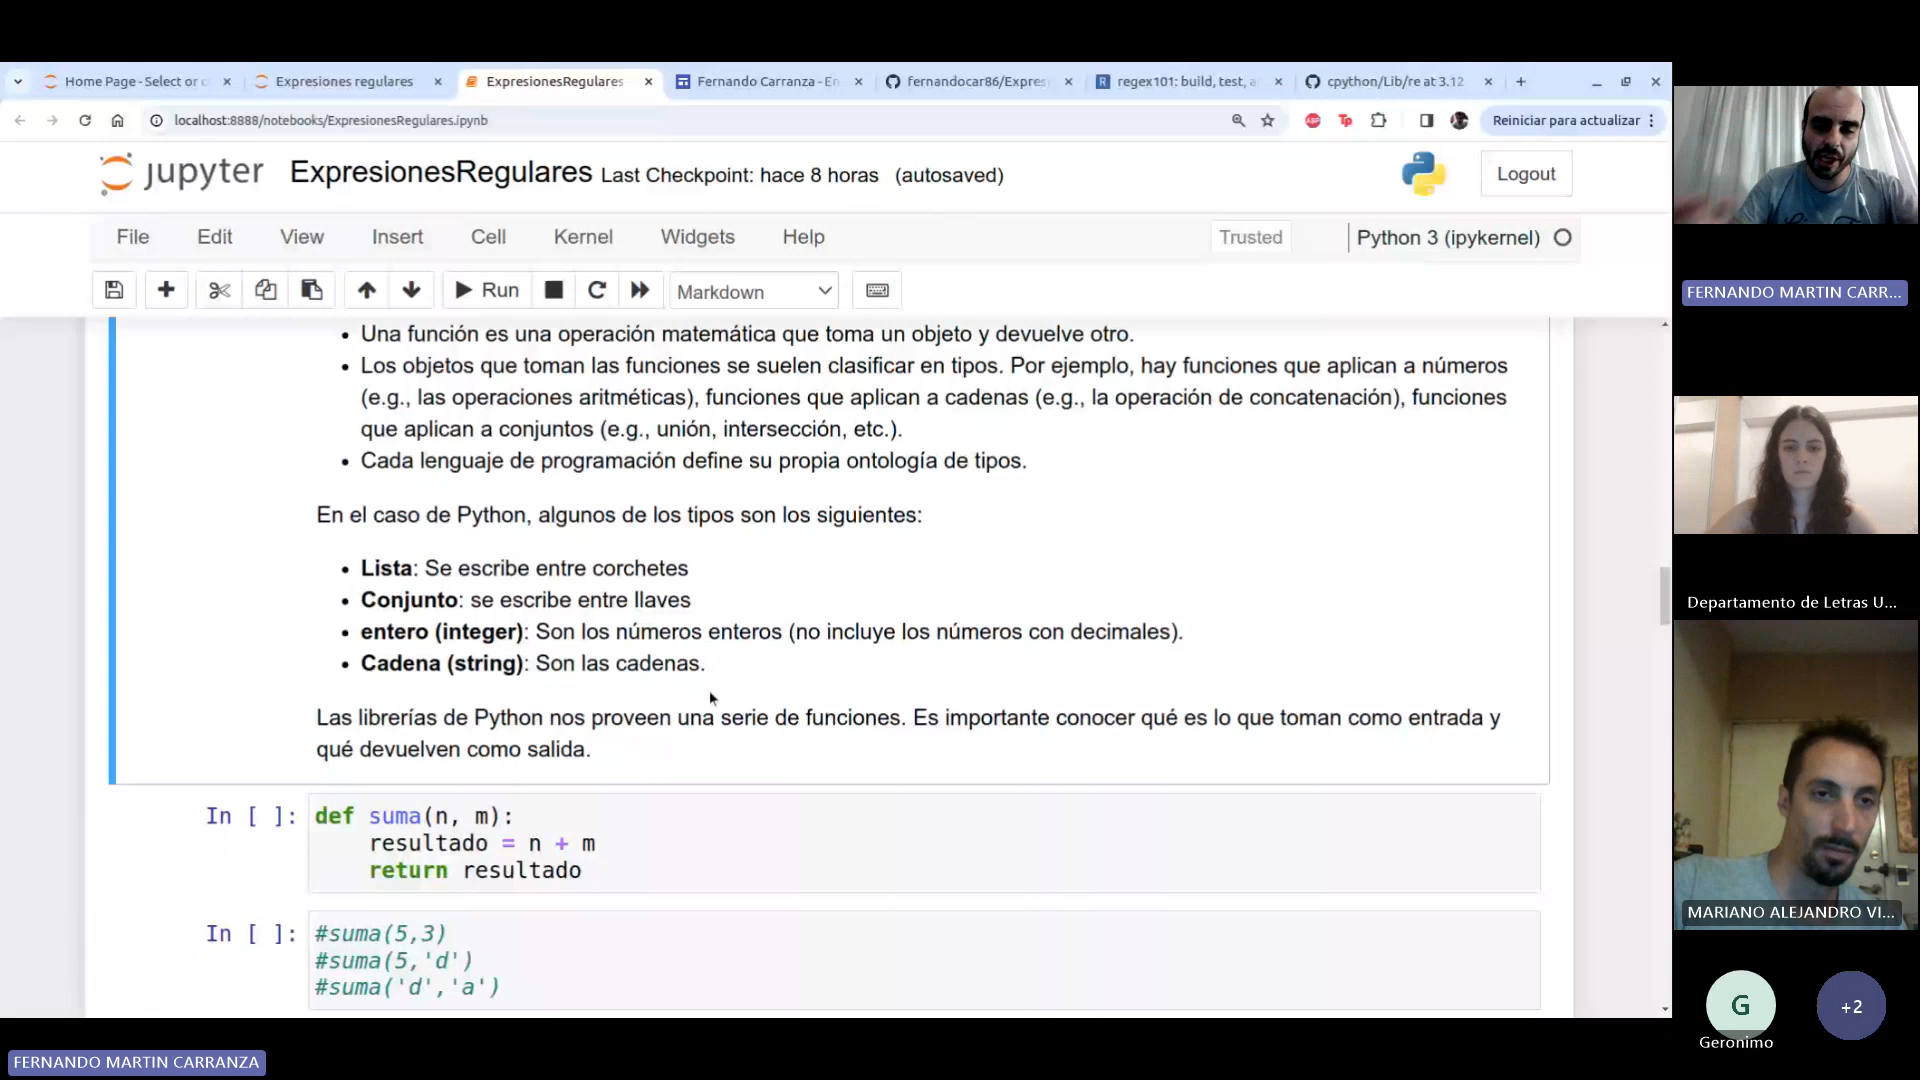 Home Page - Select or c
Expresiones regulares
ExpresionesRegulares
Fernando Carranza - En
fernandocar86/Expres
regex101: build, test, a
cpython/Lib/re at 3.12
localhost:8888/notebooks/ExpresionesRegulares.ipynb
ABP
Tp
Reiniciar para actualizar
jupyter ExpresionesRegulares Last Checkpoint: hace 8 horas (autosaved)
Logout
File Edit View Insert Cell Kernel Widgets Help
Trusted
Python 3 (ipykernel)
Run
Markdown
• Una función es una operación matemática que toma un objeto y devuelve otro.
• Los objetos que toman las funciones se suelen clasificar en tipos. Por ejemplo, hay funciones que aplican a números
(e.g., las operaciones aritméticas), funciones que aplican a cadenas (e.g., la operación de concatenación), funciones
que aplican a conjuntos (e.g., unión, intersección, etc.).
• Cada lenguaje de programación define su propia ontología de tipos.
En el caso de Python, algunos de los tipos son los siguientes:
• Lista: Se escribe entre corchetes
• Conjunto: se escribe entre llaves
• entero (integer): Son los números enteros (no incluye los números con decimales).
• Cadena (string): Son las cadenas.
Las librerías de Python nos proveen una serie de funciones. Es importante conocer qué es lo que toman como entrada y
qué devuelven como salida.
In [ ]: def suma(n, m):
resultado = n + m
return resultado
In [ ]: #suma(5,3)
#suma(5,'d')
#suma('d','a')
FERNANDO MARTIN CARRANZA
FERNANDO MARTIN CARR...
Departamento de Letras U...
MARIANO ALEJANDRO VI...
G
Geronimo
+2